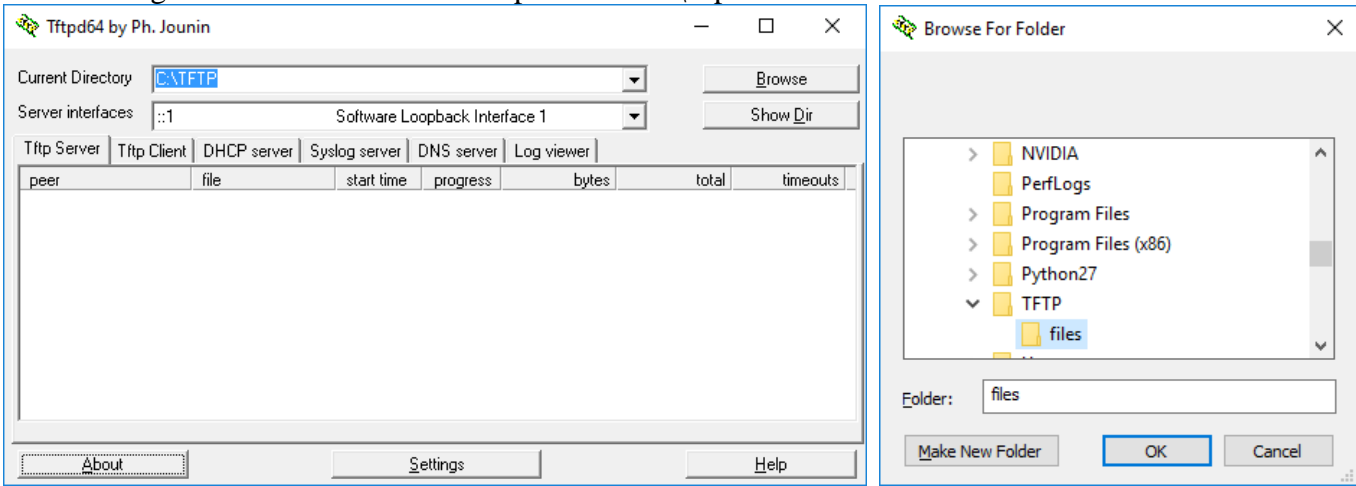 Tftpd64 by Ph. Jounin
Current Directory C:\TFTP Browse
Server interfaces ::1 Software Loopback Interface 1 Show Dir
Tftp Server Tftp Client DHCP server Syslog server DNS server Log viewer
peer file start time progress bytes total timeouts
About Settings Help
Browse For Folder
NVIDIA
PerfLogs
Program Files
Program Files (x86)
Python27
TFTP
files
Folder: files
Make New Folder OK Cancel